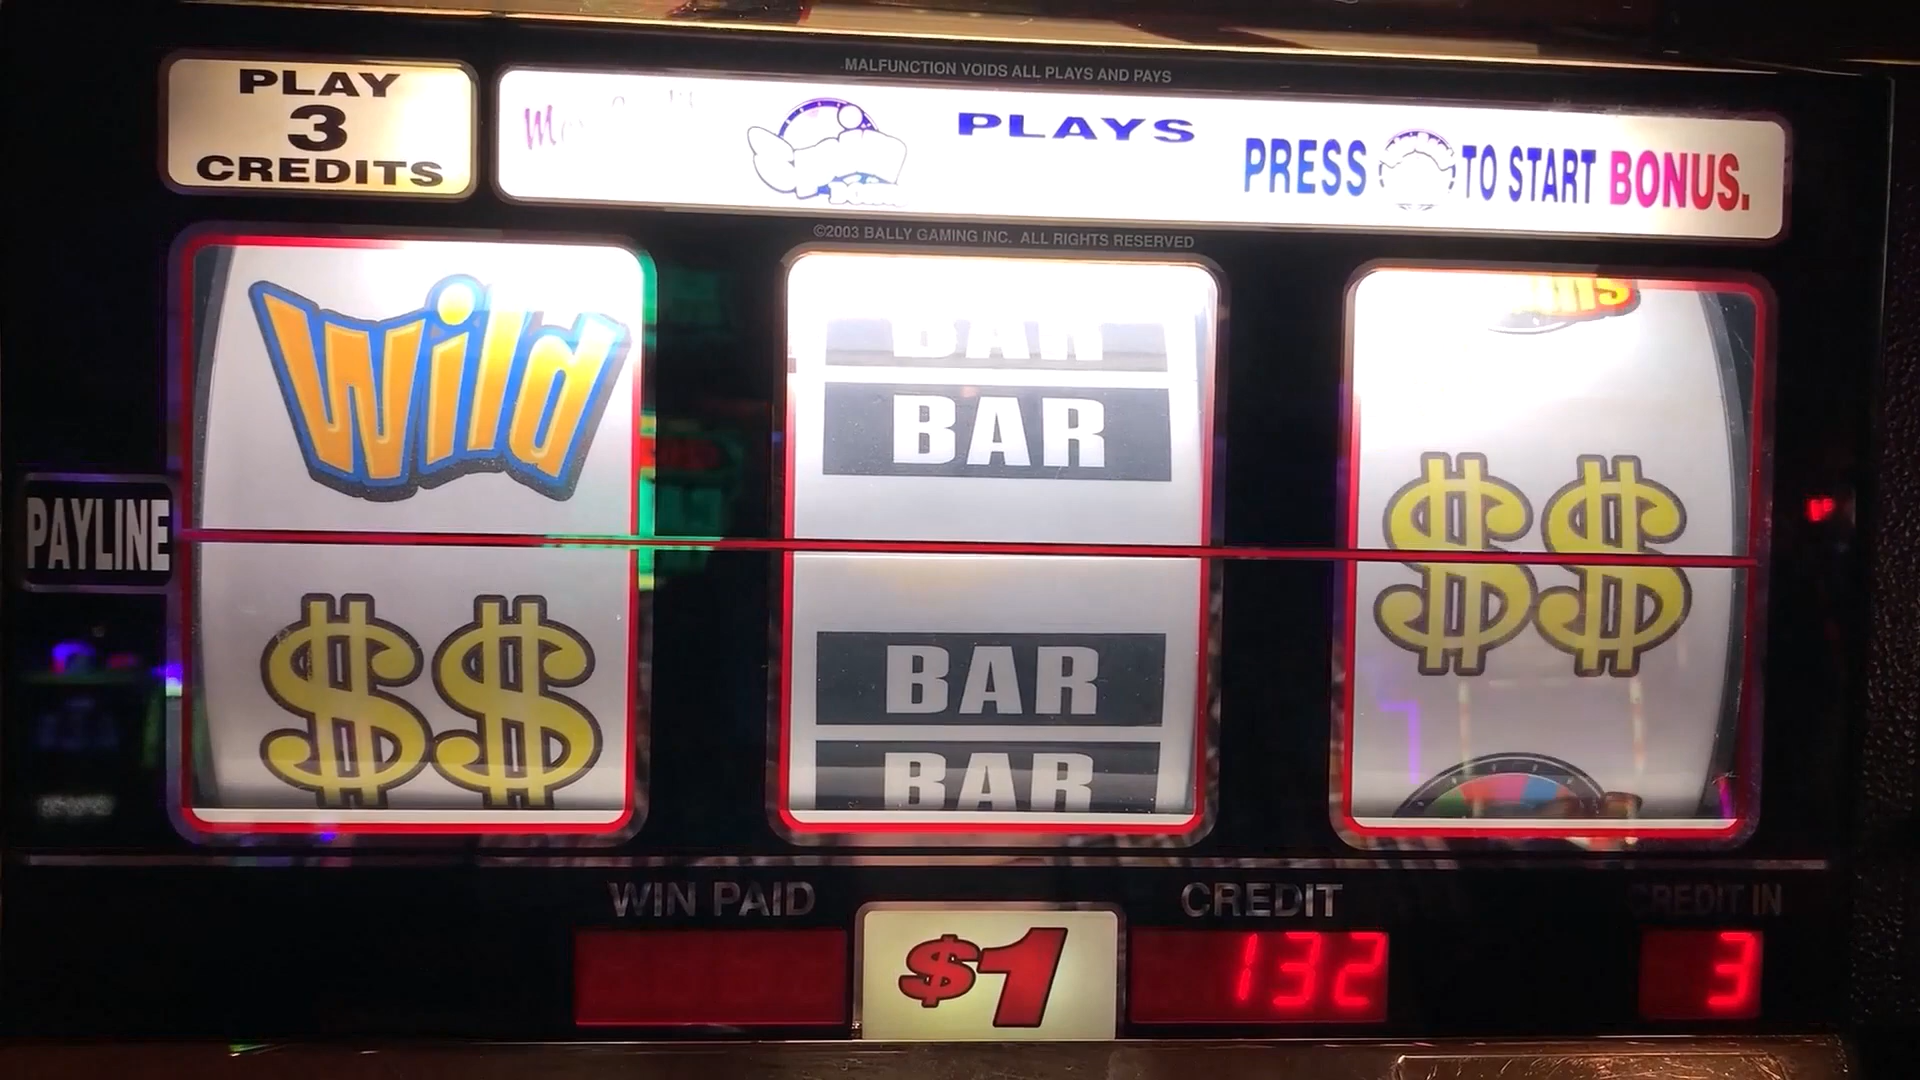 MALFUNCTION VOIDS ALL PLAYS AND PAYS
PLAY
3
CREDITS
PLAYS
PRESS TO START BONUS.
©2003 BALLY GAMING INC. ALL RIGHTS RESERVED
Wild
BAR
BAR
$$
PAYLINE
$$
BAR
BAR
WIN PAID
CREDIT
CREDIT IN
$1
132
3